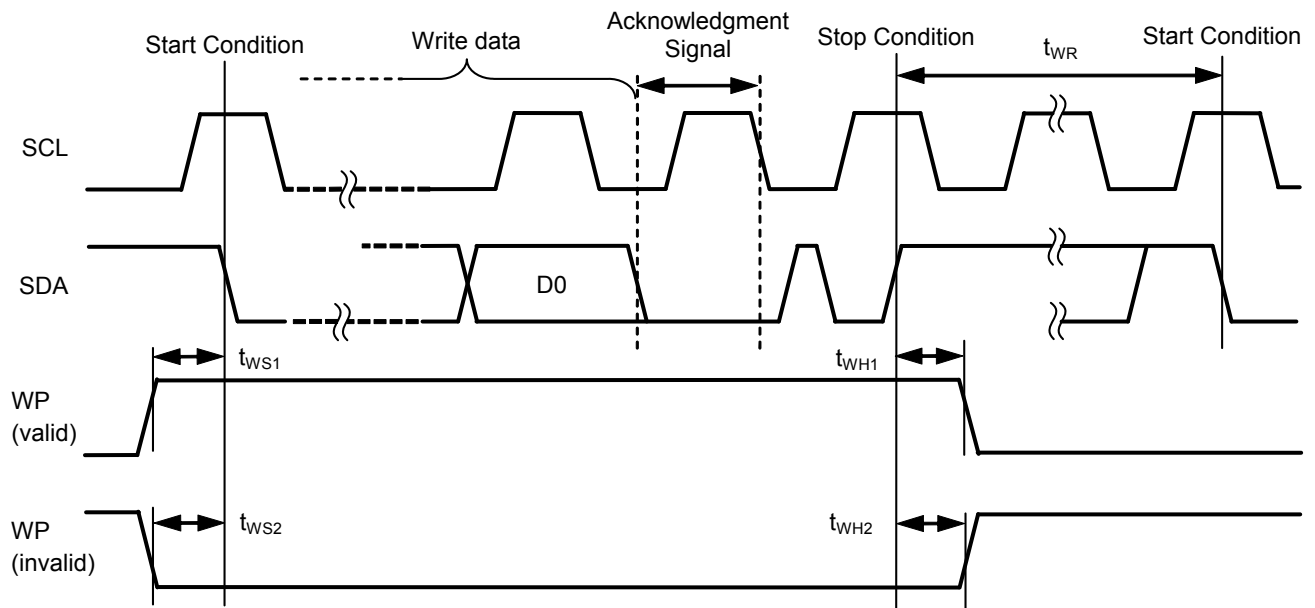 Acknowledgment
Signal
Start Condition
Write data
Stop Condition
tWR
Start Condition
SCL
SDA
D0
tWS1
tWH1
WP
(valid)
tWS2
tWH2
WP
(invalid)